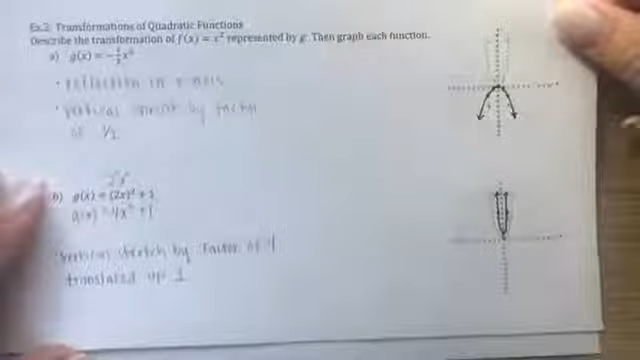 Ex.2: Transformations of Quadratic Functions
Describe the transformation of f(x) = x² represented by g. Then graph each function.
a) g(x) = -½x²
• reflection in x-axis
• vertical shrink by factor
of ½
b) g(x) = (2x)² + 1
g(x) = 4x² + 1
• vertical stretch by factor of 4
translated up 1